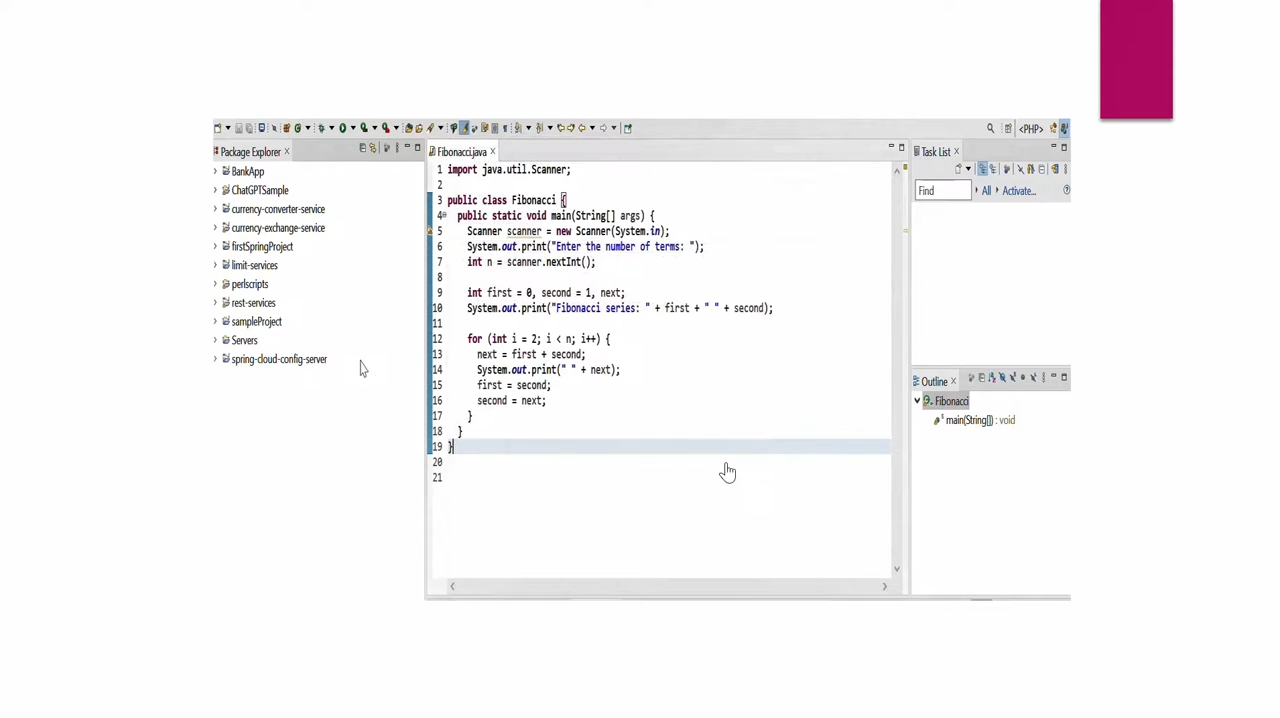 <PHP>
Package Explorer
BankApp
ChatGPTSample
currency-converter-service
currency-exchange-service
firstSpringProject
limit-services
perlscripts
rest-services
sampleProject
Servers
spring-cloud-config-server
Fibonacci.java
1 import java.util.Scanner;
2
3 public class Fibonacci {
4 public static void main(String[] args) {
5 Scanner scanner = new Scanner(System.in);
6 System.out.print("Enter the number of terms: ");
7 int n = scanner.nextInt();
8
9 int first = 0, second = 1, next;
10 System.out.print("Fibonacci series: " + first + " " + second);
11
12 for (int i = 2; i < n; i++) {
13 next = first + second;
14 System.out.print(" " + next);
15 first = second;
16 second = next;
17 }
18 }
19 }
20
21
Task List
Find
All
Activate...
Outline
Fibonacci
main(String[]) : void